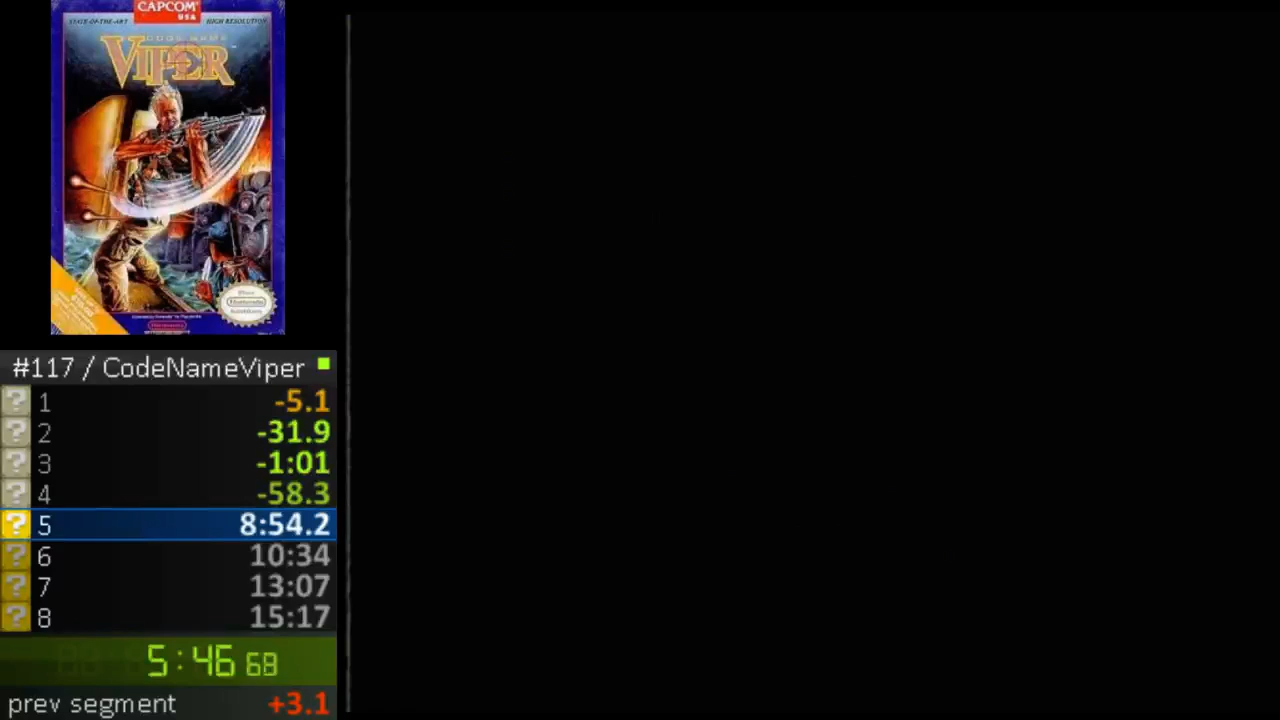 CAPCOM
USA
STATE-OF-THE-ART HIGH RESOLUTION
CODE NAME
VIPER
#117 / CodeNameViper
? 1 -5.1
? 2 -31.9
? 3 -1:01
? 4 -58.3
? 5 8:54.2
? 6 10:34
? 7 13:07
? 8 15:17
5:46 68
prev segment +3.1